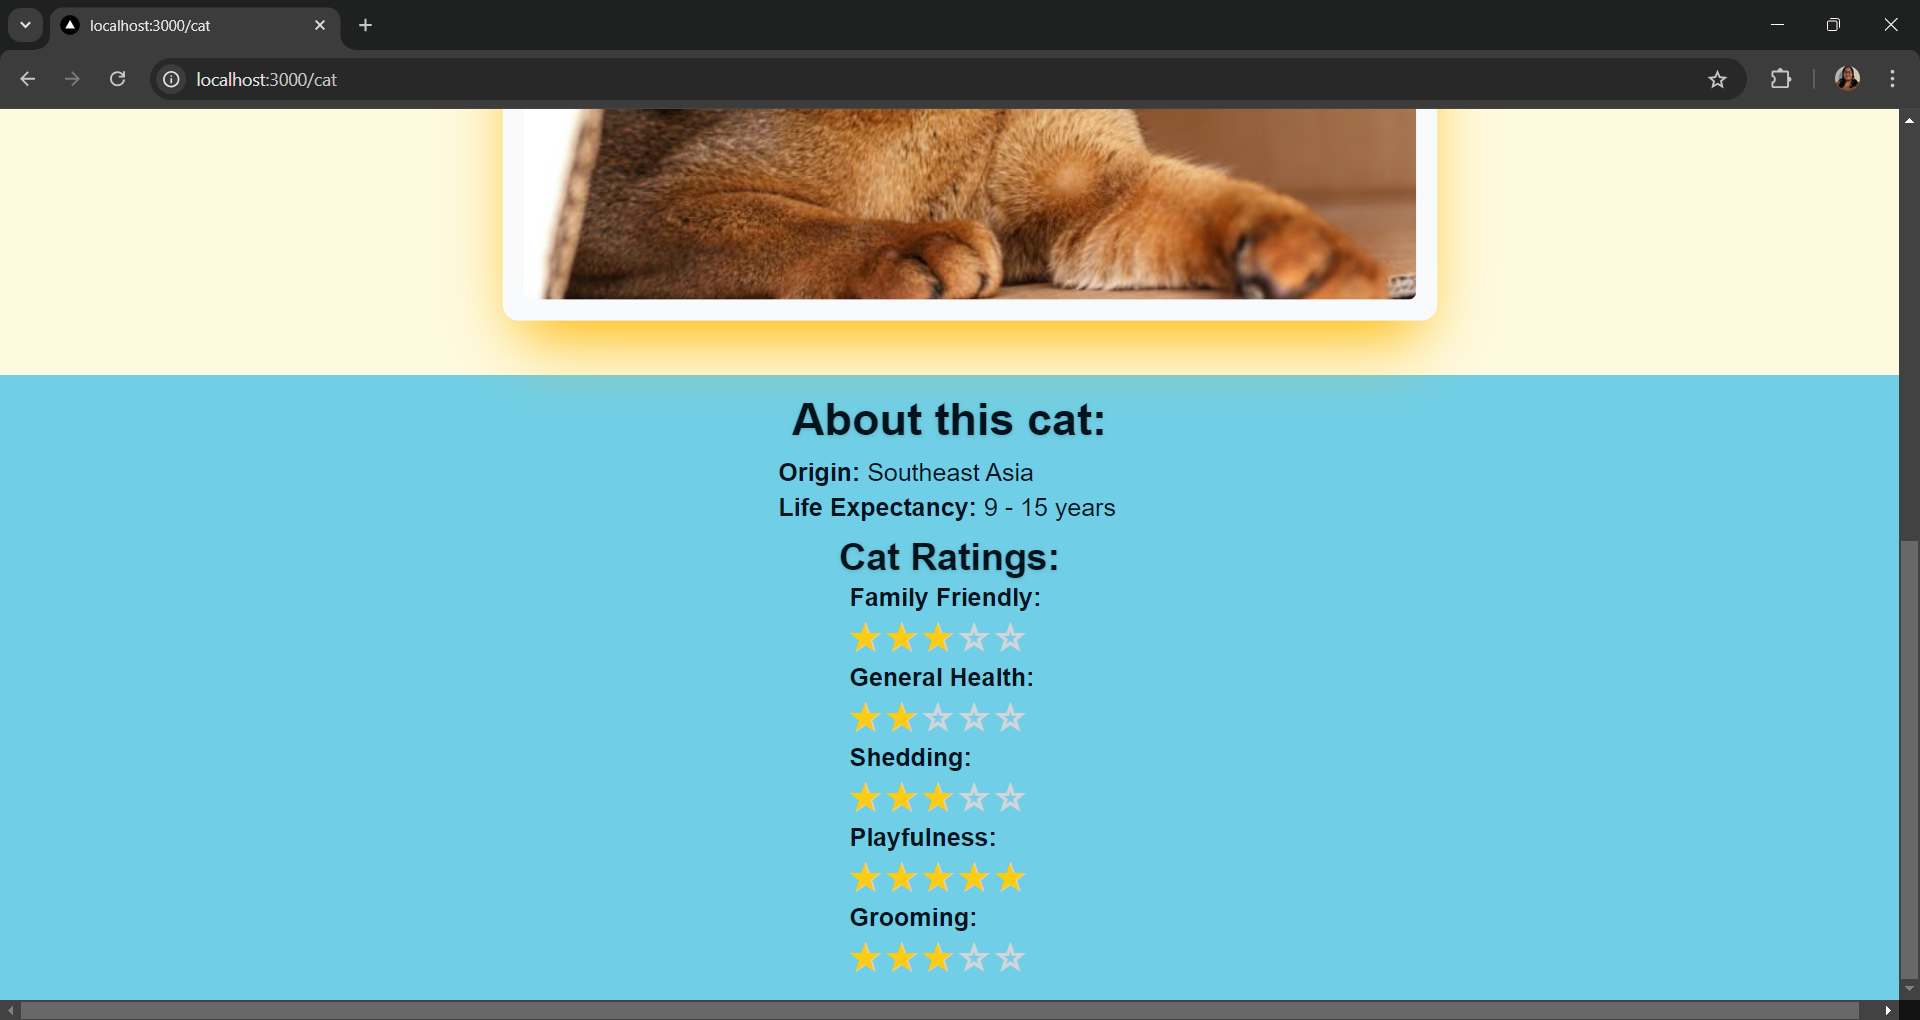 localhost:3000/cat
localhost:3000/cat
About this cat:
Origin: Southeast Asia
Life Expectancy: 9 - 15 years
Cat Ratings:
Family Friendly:
General Health:
Shedding:
Playfulness:
Grooming: